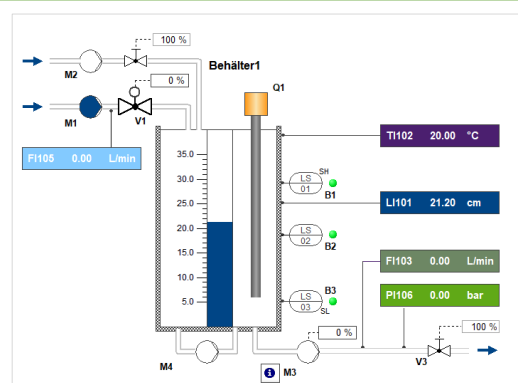 100 %
M2
Behälter1
0 %
Q1
M1
V1
TI102 20.00 °C
FI105 0.00 L/min
35.0
30.0
25.0
20.0
15.0
10.0
5.0
LS
01
SH
B1
LI101 21.20 cm
LS
02
B2
FI103 0.00 L/min
LS
03
B3
SL
PI106 0.00 bar
0 %
100 %
M4
M3
V3
i